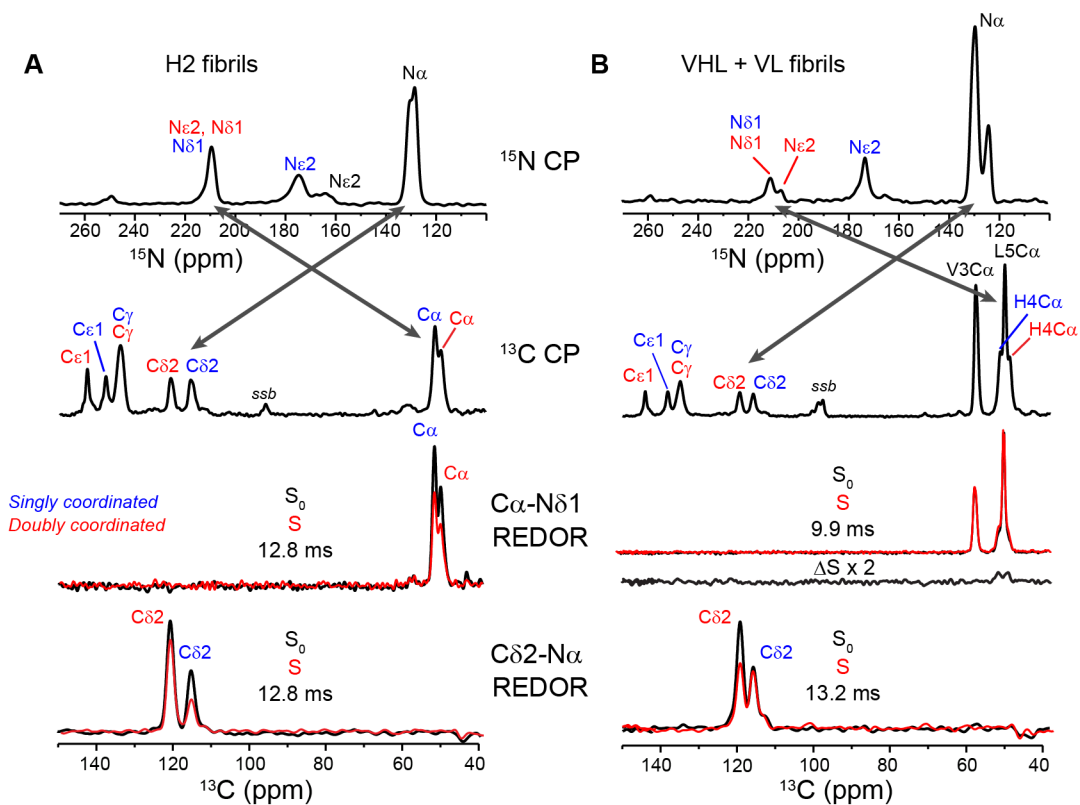 A
H2 fibrils
Nα
Nε2, Nδ1
Nδ1
Nε2
Nε2
260 240 220 200 180 160 140 120
¹⁵N (ppm)
Cγ
Cε1
Cγ
Cε1
Cδ2
Cδ2
ssb
Cα
Cα
Cα
Cα
Singly coordinated
Doubly coordinated
S₀
S
12.8 ms
Cδ2
Cδ2
S₀
S
12.8 ms
140 120 100 80 60 40
¹³C (ppm)
¹⁵N CP
¹³C CP
Cα-Nδ1
REDOR
Cδ2-Nα
REDOR
B
VHL + VL fibrils
Nα
Nδ1
Nδ1
Nε2
Nε2
260 240 220 200 180 160 140 120
¹⁵N (ppm)
L5Cα
V3Cα
H4Cα
H4Cα
Cε1
Cγ
Cε1
Cγ
Cδ2
Cδ2
ssb
S₀
S
9.9 ms
ΔS x 2
Cδ2
Cδ2
S₀
S
13.2 ms
140 120 100 80 60 40
¹³C (ppm)